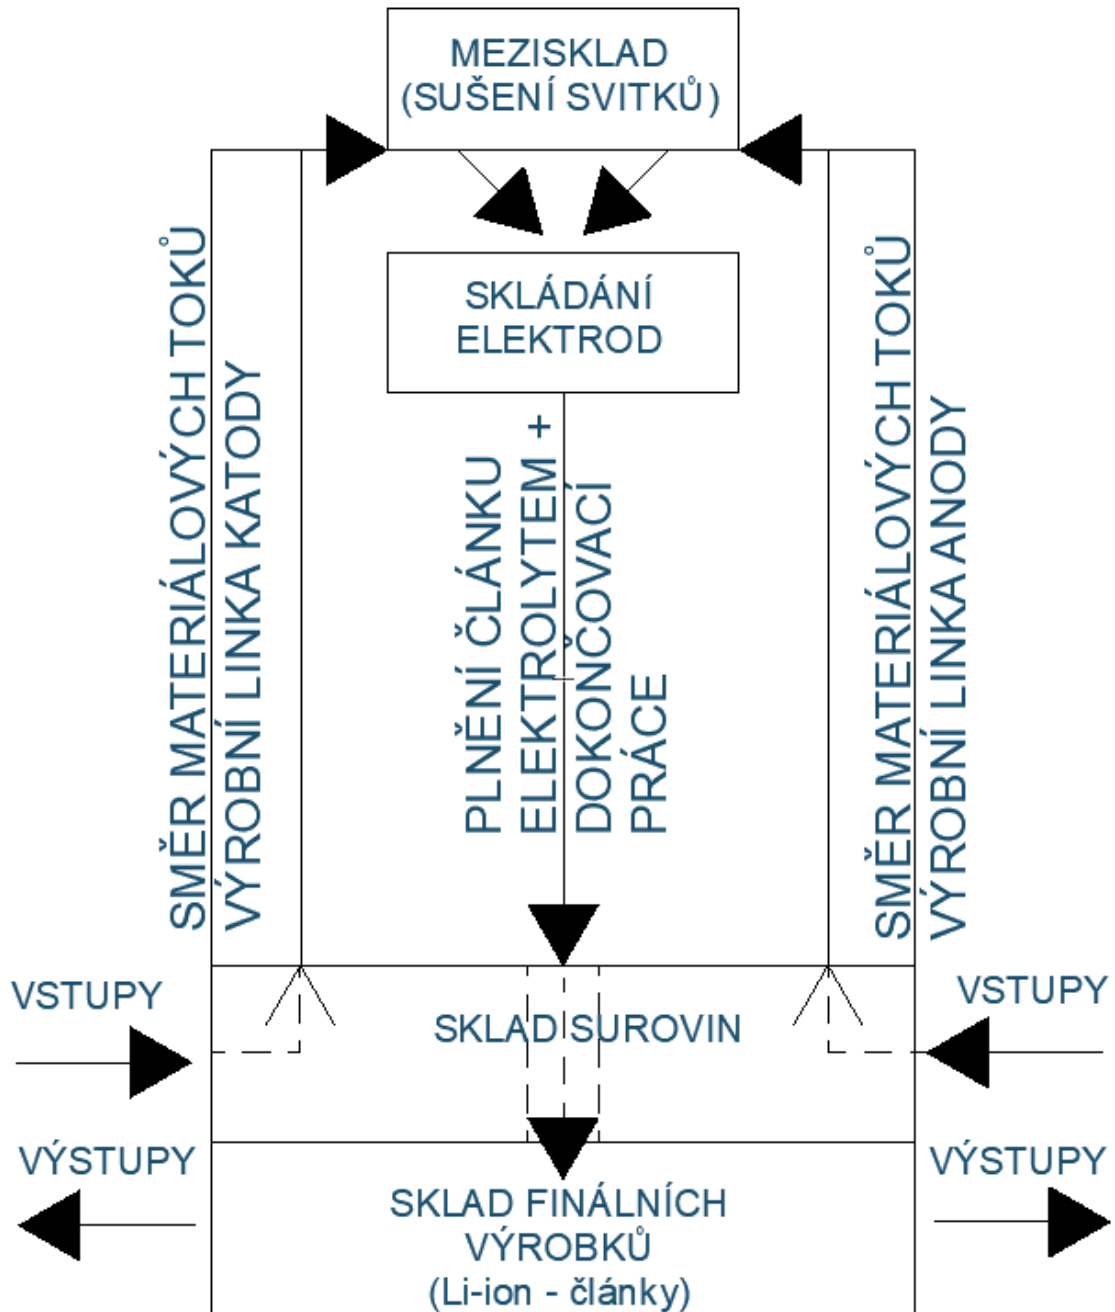 MEZISKLAD
(SUŠENÍ SVITKŮ)
SKLÁDÁNÍ
ELEKTROD
SMĚR MATERIÁLOVÝCH TOKŮ
VÝROBNÍ LINKA KATODY
PLNĚNÍ ČLÁNKU
ELEKTROLYTEM +
DOKONČOVACÍ
PRÁCE
SMĚR MATERIÁLOVÝCH TOKŮ
VÝROBNÍ LINKA ANODY
VSTUPY
SKLAD SUROVIN
VSTUPY
VÝSTUPY
SKLAD FINÁLNÍCH
VÝROBKŮ
(Li-ion - články)
VÝSTUPY